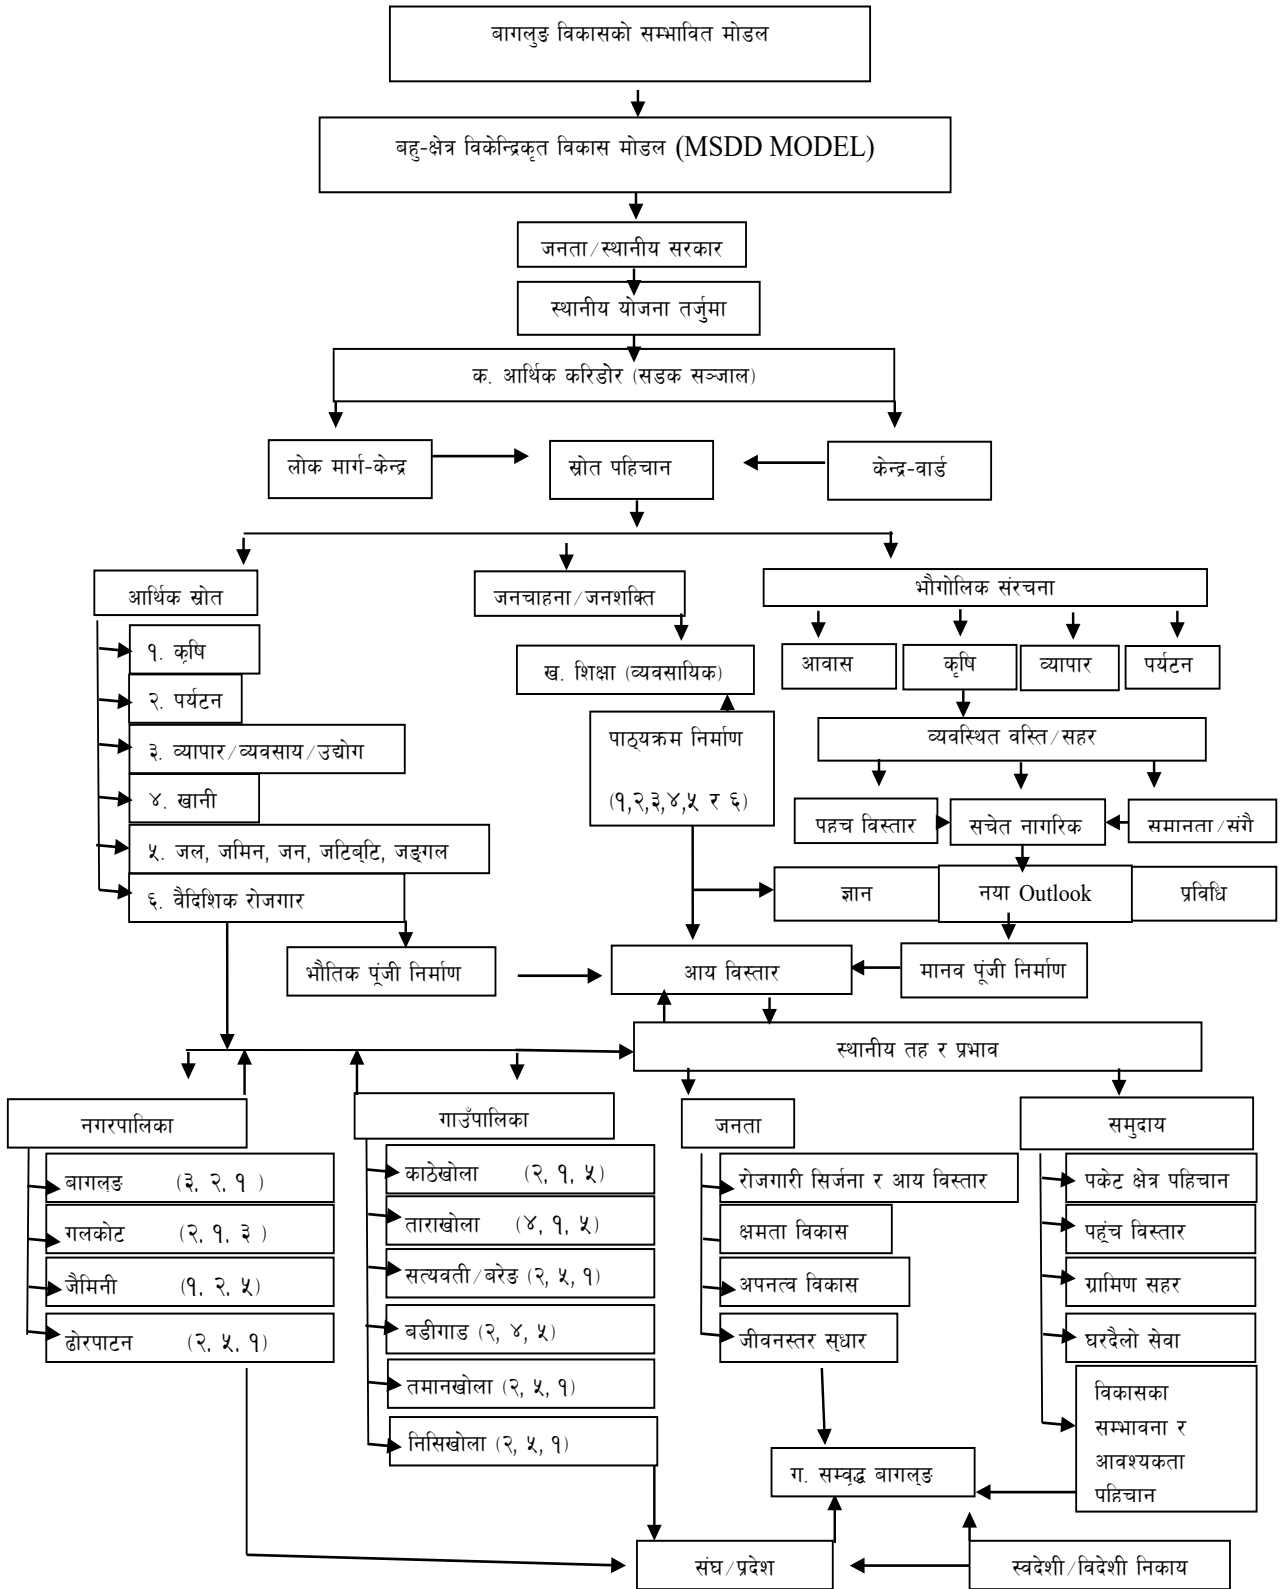 बागलुङ विकासको सम्भावित मोडल
बहु-क्षेत्र विकेन्द्रिकृत विकास मोडल (MSDD MODEL)
जनता/स्थानीय सरकार
स्थानीय योजना तर्जुमा
क. आर्थिक करिडोर (सडक सञ्जाल)
लोक मार्ग-केन्द्र
स्रोत पहिचान
केन्द्र-वार्ड
आर्थिक स्रोत
जनचाहना/जनशक्ति
भौगोलिक संरचना
१. कृषि
२. पर्यटन
३. व्यापार/व्यवसाय/उद्योग
४. खानी
५. जल, जमिन, जन, जटिबुटि, जङ्गल
६. वैदिशिक रोजगार
ख. शिक्षा (व्यवसायिक)
पाठ्यक्रम निर्माण
(१,२,३,४,५ र ६)
आवास
कृषि
व्यापार
पर्यटन
व्यवस्थित वस्ति/सहर
पहुच विस्तार
सचेत नागरिक
समानता/संगै
ज्ञान
नया Outlook
प्रविधि
भौतिक पूंजी निर्माण
आय विस्तार
मानव पूंजी निर्माण
स्थानीय तह र प्रभाव
नगरपालिका
बागलुङ (३, २, १ )
गलकोट (२, १, ३ )
जैमिनी (१, २, ५)
ढोरपाटन (२, ५, १)
गाउँपालिका
काठेखोला (२, १, ५)
ताराखोला (४, १, ५)
सत्यवती/बरेङ (२, ५, १)
बडीगाड (२, ४, ५)
तमानखोला (२, ५, १)
निसिखोला (२, ५, १)
जनता
रोजगारी सिर्जना र आय विस्तार
क्षमता विकास
अपनत्व विकास
जीवनस्तर सुधार
समुदाय
पकेट क्षेत्र पहिचान
पहुंच विस्तार
ग्रामिण सहर
घरदैलो सेवा
विकासका
सम्भावना र
आवश्यकता
पहिचान
ग. सम्वृद्ध बागलुङ
संघ/प्रदेश
स्वदेशी/विदेशी निकाय